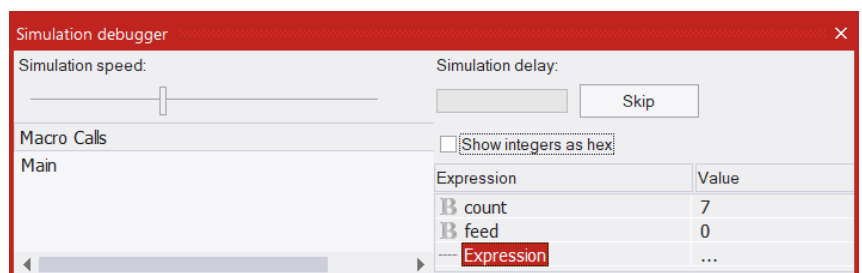 Simulation debugger
Simulation speed:
Simulation delay:
Skip
Macro Calls
Show integers as hex
Main
Expression Value
B count 7
B feed 0
Expression ...